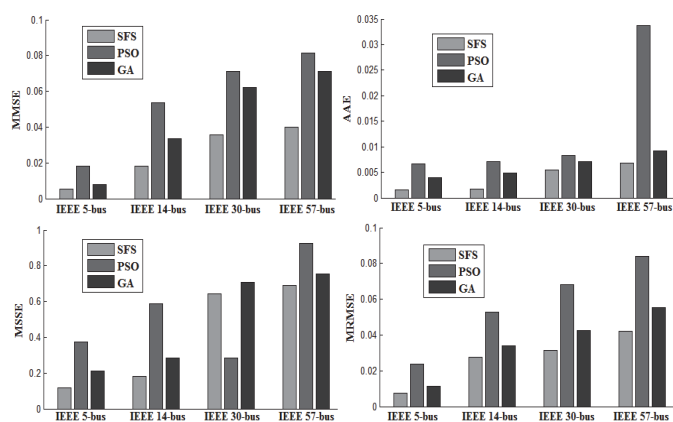 0.1
0.08
0.06
0.04
0.02
0
MMSE
SFS
PSO
GA
IEEE 5-bus IEEE 14-bus IEEE 30-bus IEEE 57-bus
0.035
0.03
0.025
0.02
0.015
0.01
0.005
0
AAE
SFS
PSO
GA
IEEE 5-bus IEEE 14-bus IEEE 30-bus IEEE 57-bus
1
0.8
0.6
0.4
0.2
0
MSSE
SFS
PSO
GA
IEEE 5-bus IEEE 14-bus IEEE 30-bus IEEE 57-bus
0.1
0.08
0.06
0.04
0.02
0
MRMSE
SFS
PSO
GA
IEEE 5-bus IEEE 14-bus IEEE 30-bus IEEE 57-bus